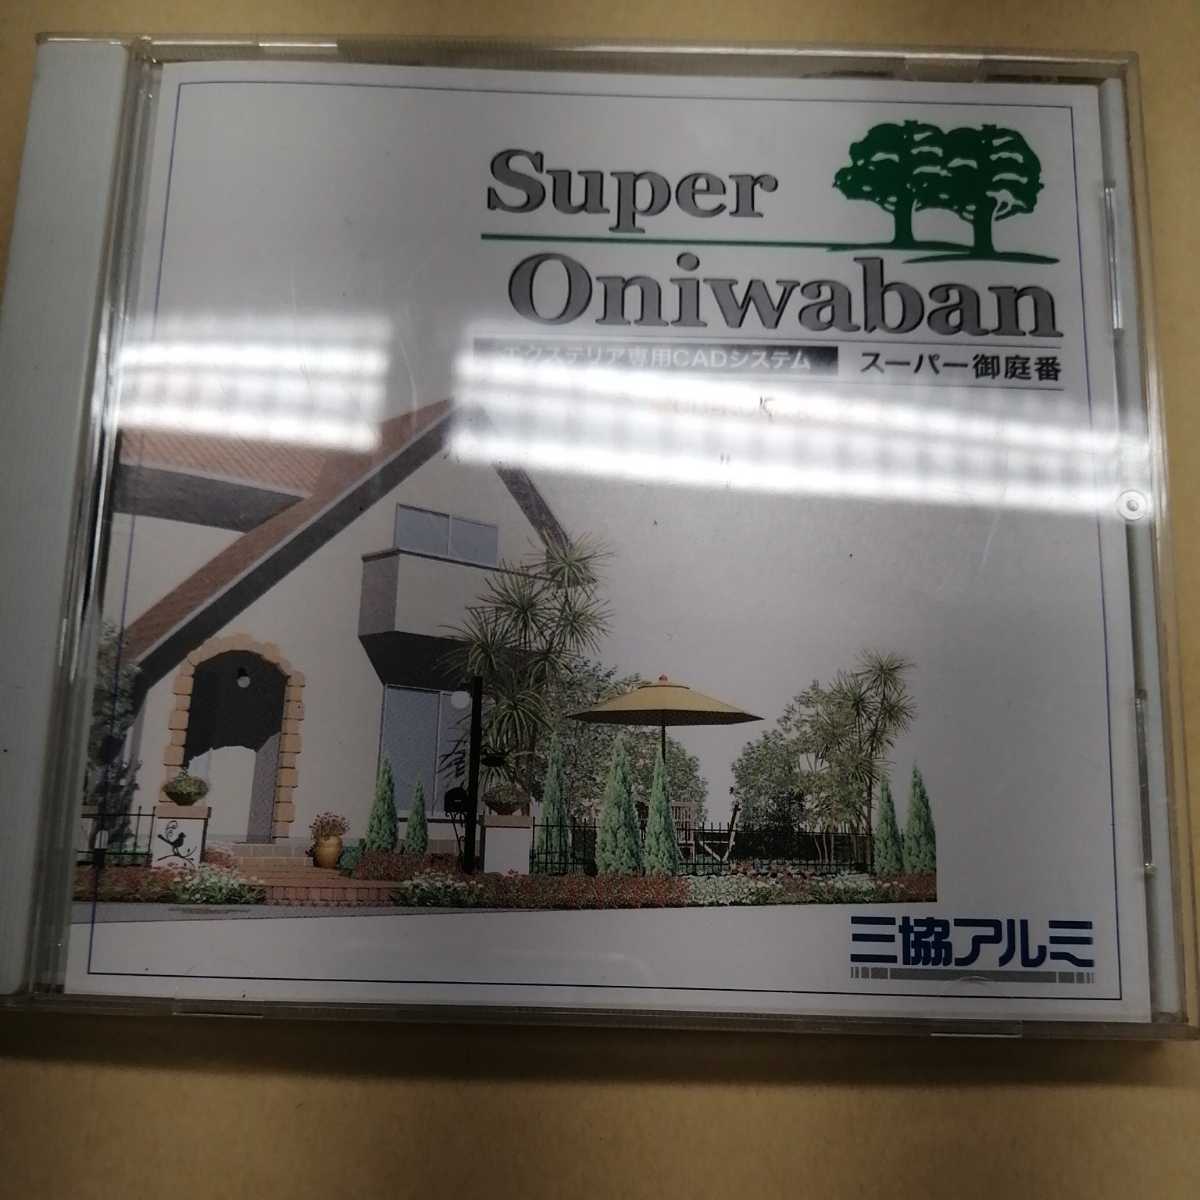 Super
Oniwaban
エクステリア専用CADシステム スーパー御庭番
三協アルミ